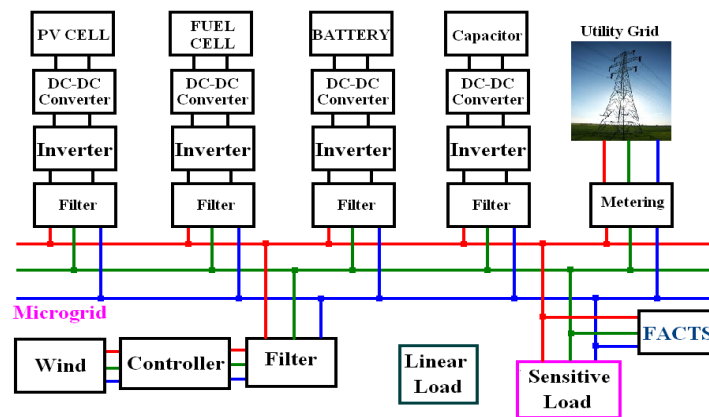 PV CELL
FUEL
CELL
BATTERY
Capacitor
Utility Grid
DC-DC
Converter
DC-DC
Converter
DC-DC
Converter
DC-DC
Converter
Inverter
Inverter
Inverter
Inverter
Filter
Filter
Filter
Filter
Metering
Microgrid
Wind
Controller
Filter
Linear
Load
Sensitive
Load
FACTS